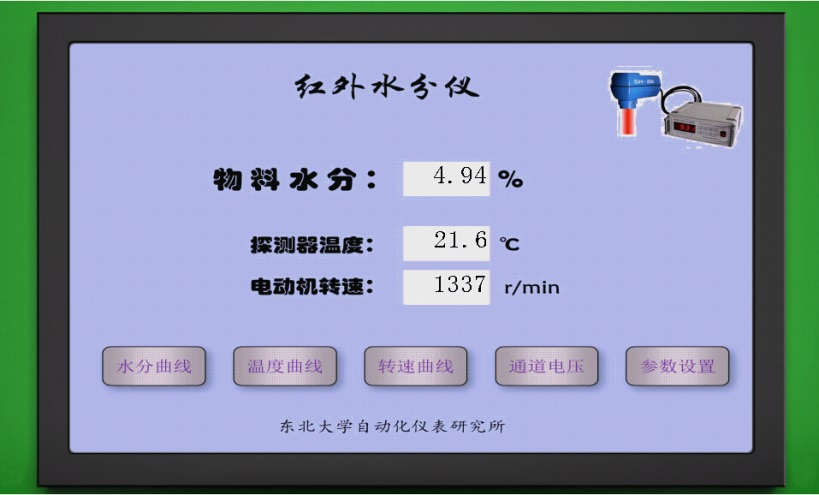 红外水分仪
物料水分： 4.94 %
探测器温度： 21.6 ℃
电动机转速： 1337 r/min
水分曲线 温度曲线 转速曲线 通道电压 参数设置
东北大学自动化仪表研究所